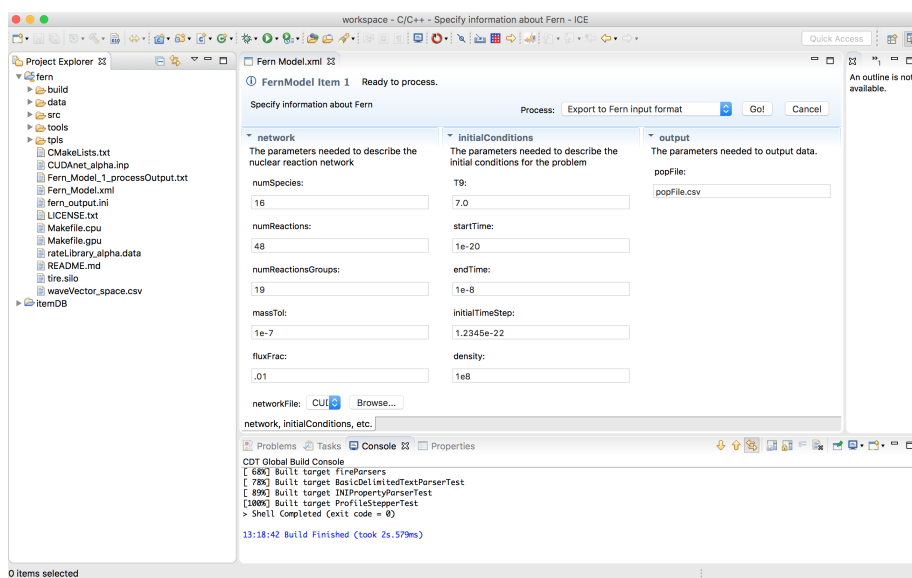 workspace - C/C++ - Specify information about Fern - ICE
Quick Access
Project Explorer
fern
build
data
src
tools
tpls
CMakeLists.txt
CUDAnet_alpha.inp
Fern_Model_1_processOutput.txt
Fern_Model.xml
fern_output.ini
LICENSE.txt
Makefile.cpu
Makefile.gpu
rateLibrary_alpha.data
README.md
tire.silo
waveVector_space.csv
itemDB
Fern Model.xml
FernModel Item 1 Ready to process.
Specify information about Fern
Process: Export to Fern input format Go! Cancel
network
The parameters needed to describe the
nuclear reaction network
numSpecies:
16
numReactions:
48
numReactionsGroups:
19
massTol:
1e-7
fluxFrac:
.01
networkFile: CUD Browse...
initialConditions
The parameters needed to describe the
initial conditions for the problem
T9:
7.0
startTime:
1e-20
endTime:
1e-8
initialTimeStep:
1.2345e-22
density:
1e8
output
The parameters needed to output data.
popFile:
popFile.csv
network, initialConditions, etc.
An outline is not
available.
Problems Tasks Console Properties
CDT Global Build Console
[ 68%] Built target fireParsers
[ 78%] Built target BasicDelimitedTextParserTest
[ 89%] Built target INIPropertyParserTest
[100%] Built target ProfileStepperTest
> Shell Completed (exit code = 0)
13:18:42 Build Finished (took 2s.579ms)
0 items selected